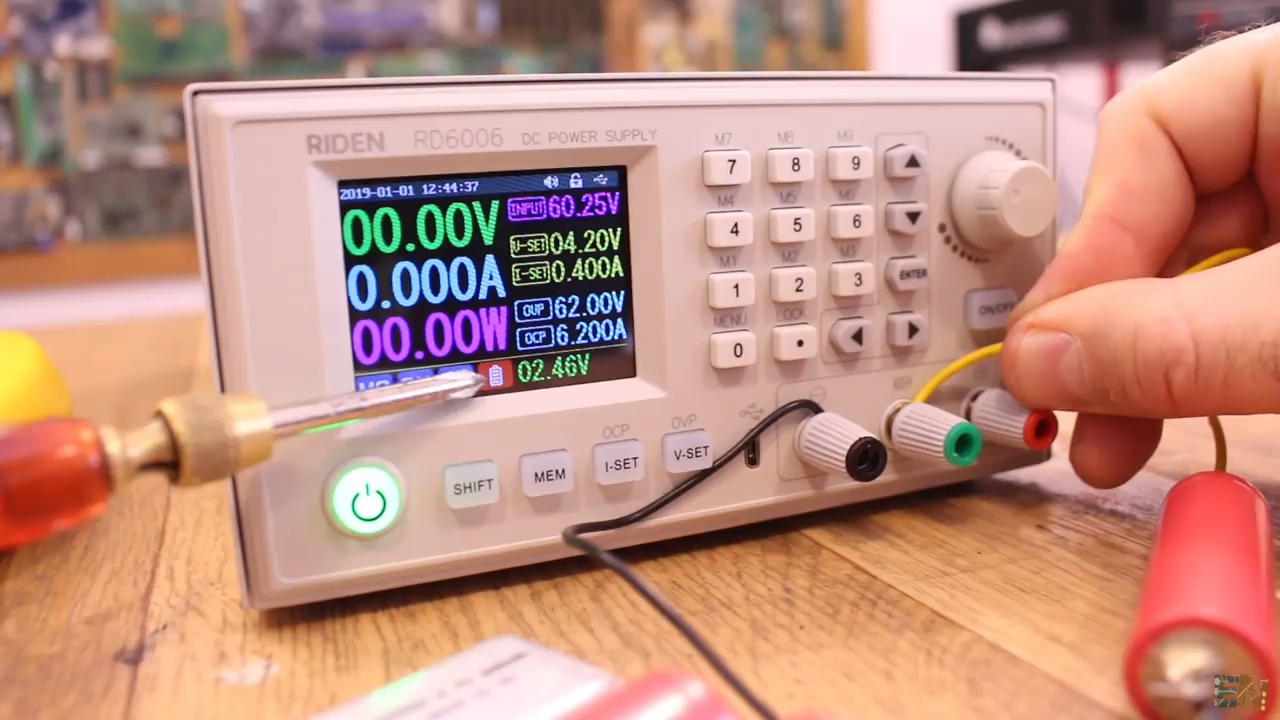 RIDEN RD6006 DC POWER SUPPLY
2019-01-01 12:44:37
00.00V
0.000A
00.00W
INPUT 60.25V
V-SET 04.20V
I-SET 0.400A
OVP 62.00V
OCP 6.200A
02.46V
M7 M8 M9
7 8 9
M4 M5 M6
4 5 6
M1 M2 M3
1 2 3 ENTER
MENU LOCK
0 •
ON/OFF
OCP OVP
SHIFT MEM I-SET V-SET